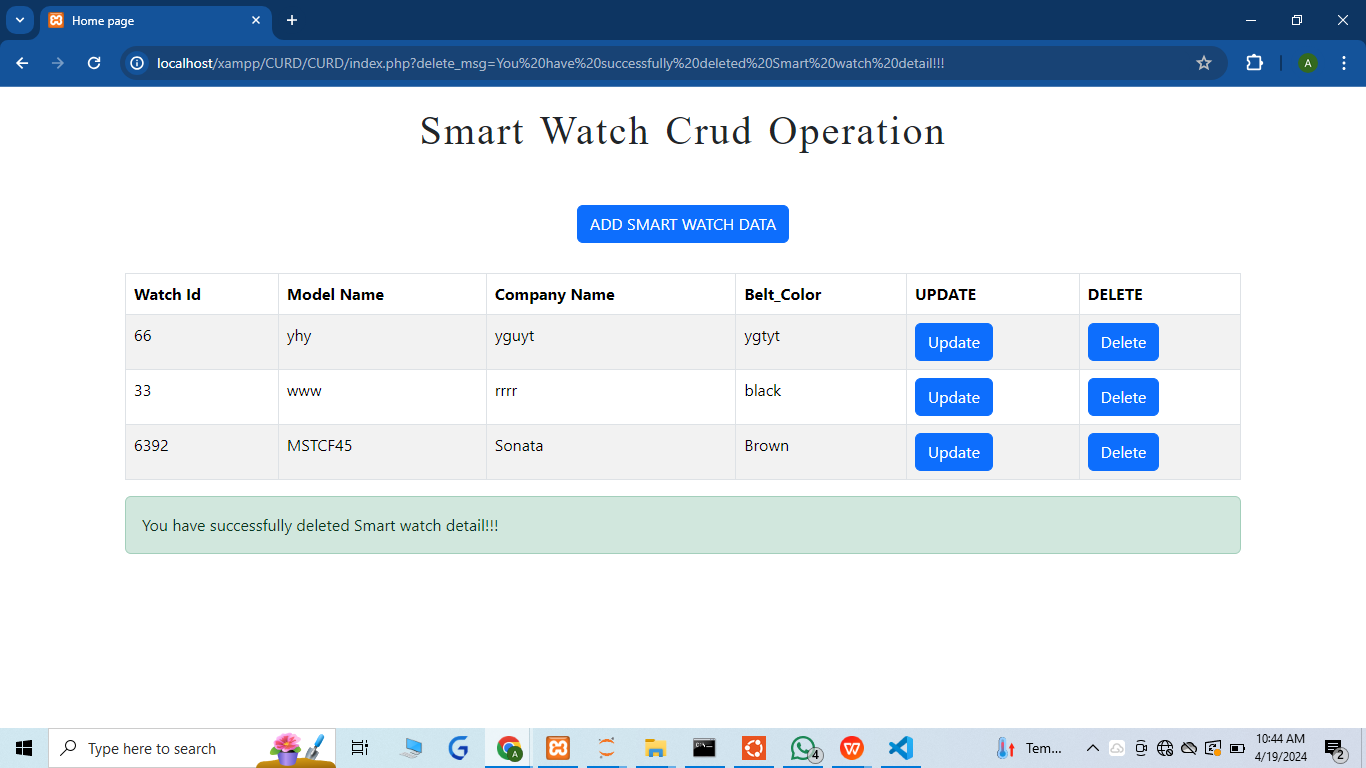 Home page
localhost/xampp/CURD/CURD/index.php?delete_msg=You%20have%20successfully%20deleted%20Smart%20watch%20detail!!!
A
Smart Watch Crud Operation
ADD SMART WATCH DATA
Watch Id Model Name Company Name Belt_Color UPDATE DELETE
66 yhy yguyt ygtyt Update Delete
33 www rrrr black Update Delete
6392 MSTCF45 Sonata Brown Update Delete
You have successfully deleted Smart watch detail!!!
Type here to search
A
4
Tem...
10:44 AM
4/19/2024
2